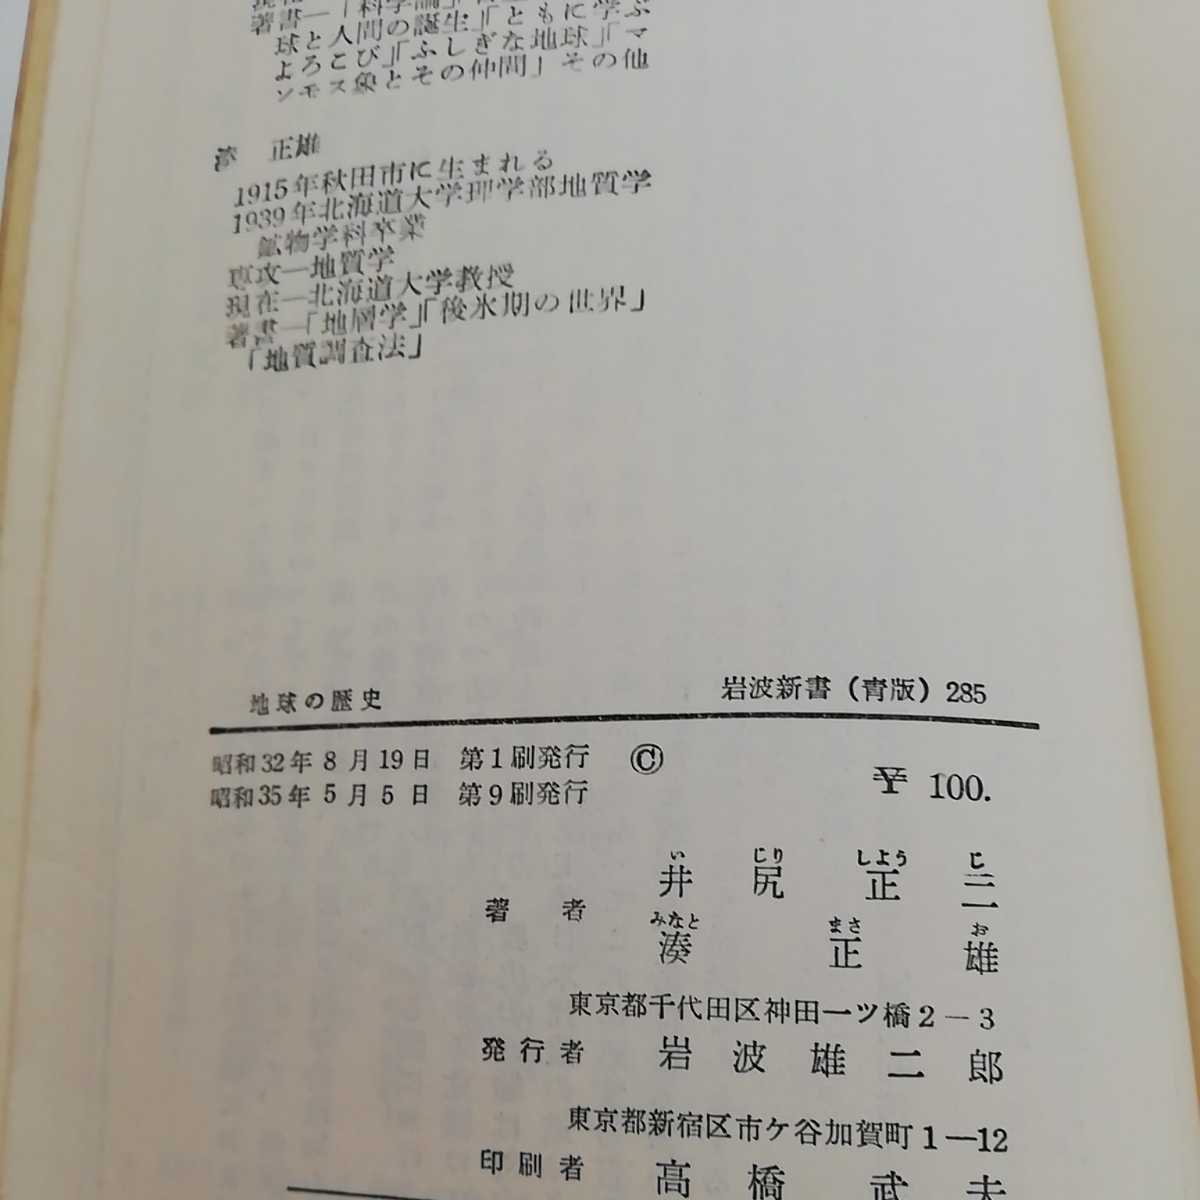 著書―「科学論」
球と人間の誕生」「ともに学ぶ
よろこび」「ふしぎな地球」「マ
ンモス象とその仲間」その他
湊 正雄
1915年秋田市に生まれる
1939年北海道大学理学部地質学
鉱物学科卒業
専攻―地質学
現在―北海道大学教授
著書―「地層学」「後氷期の世界」
「地質調査法」
地球の歴史
岩波新書（青版）285
昭和32年8月19日 第1刷発行 Ⓒ
昭和35年5月5日 第9刷発行
￥100.
い じり しよう じ
著者 井尻正二
みなと まさ お
湊正雄
東京都千代田区神田一ツ橋2－3
発行者 岩波雄二郎
東京都新宿区市ケ谷加賀町1―12
印刷者 高橋武夫